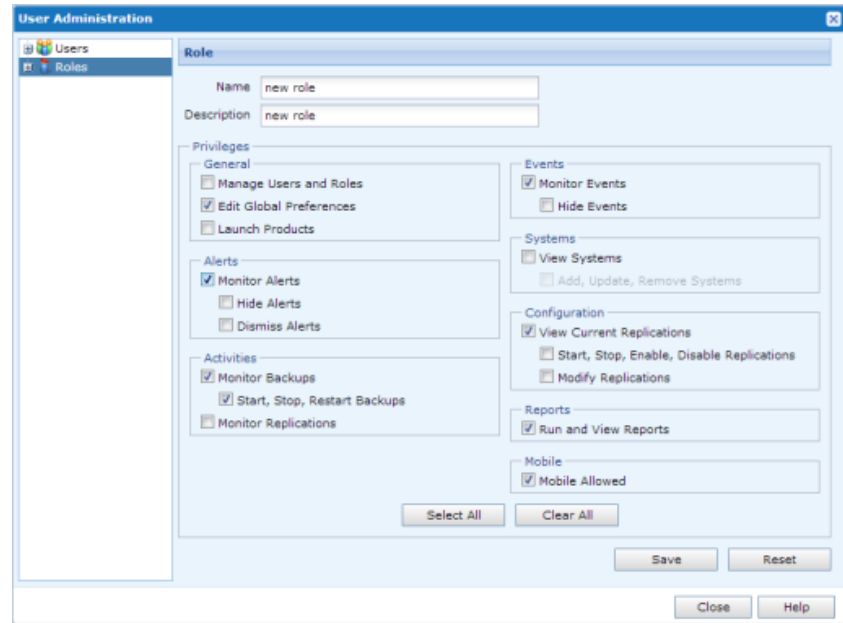 User Administration
Users
Roles
Role
Name new role
Description new role
Privileges
General
Manage Users and Roles
Edit Global Preferences
Launch Products
Alerts
Monitor Alerts
Hide Alerts
Dismiss Alerts
Activities
Monitor Backups
Start, Stop, Restart Backups
Monitor Replications
Events
Monitor Events
Hide Events
Systems
View Systems
Add, Update, Remove Systems
Configuration
View Current Replications
Start, Stop, Enable, Disable Replications
Modify Replications
Reports
Run and View Reports
Mobile
Mobile Allowed
Select All Clear All
Save Reset
Close Help